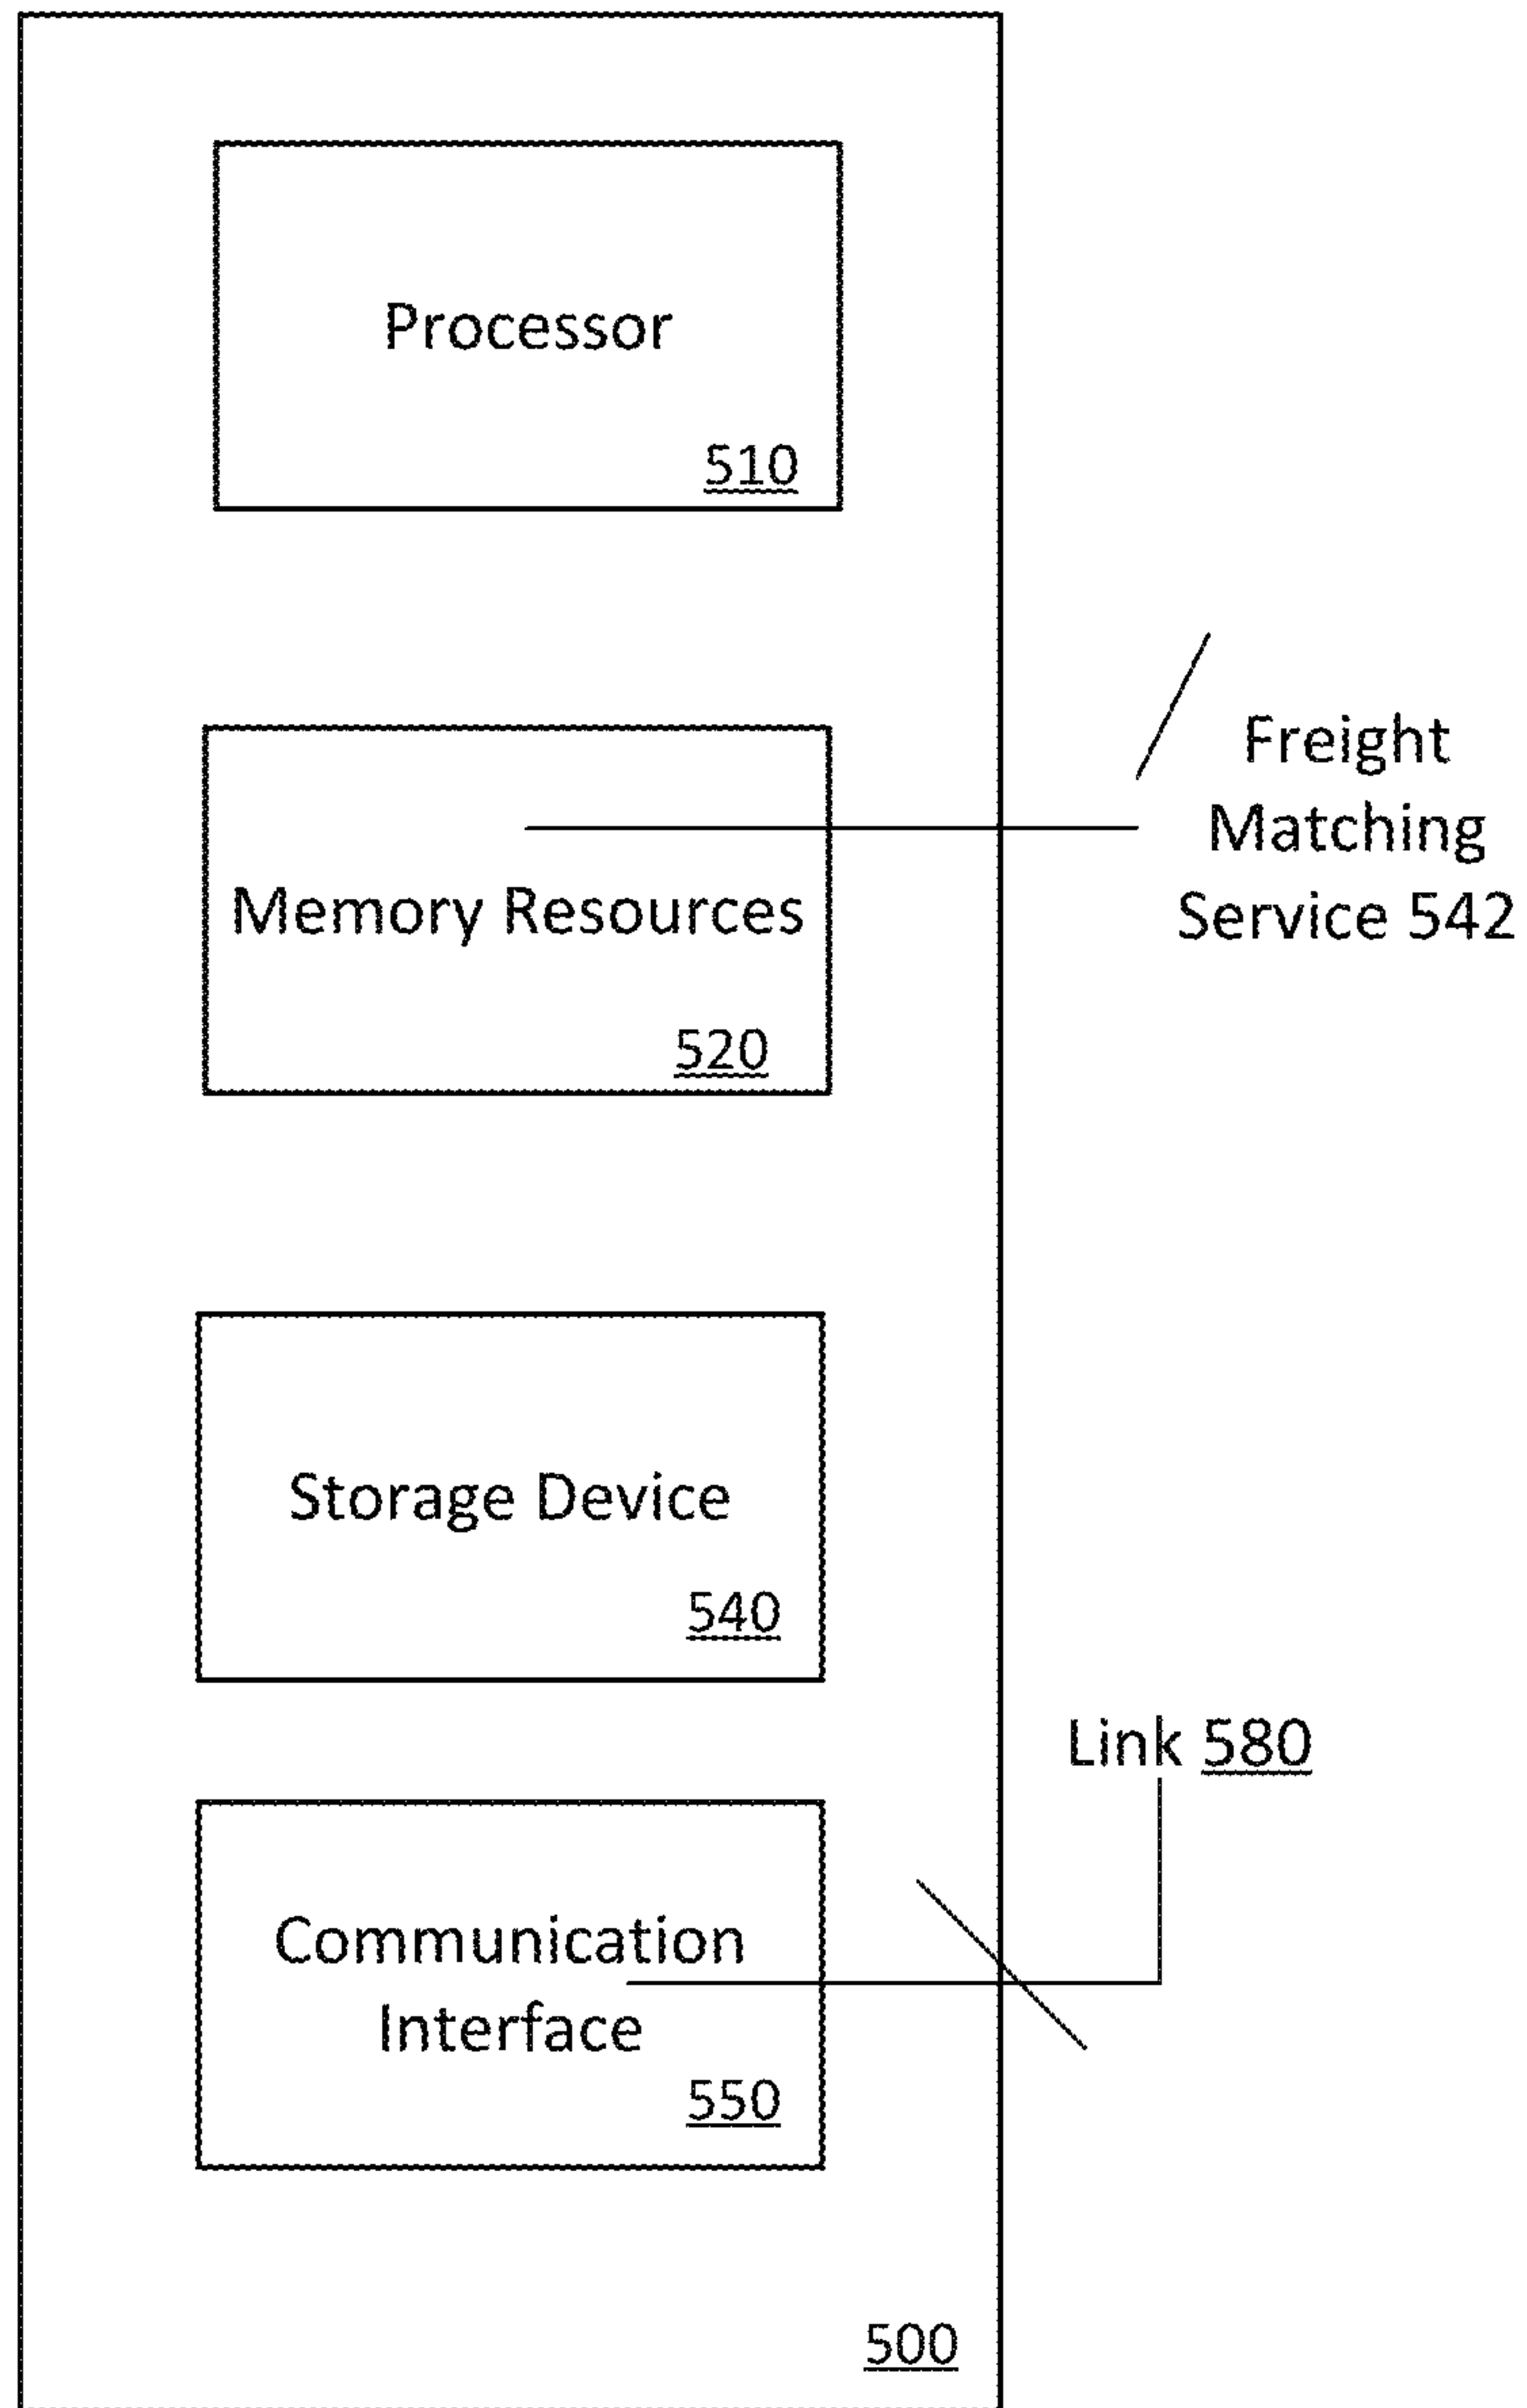 Processor
510
Freight
Matching
Service 542
Memory Resources
520
Storage Device
540
Link 580
Communication
Interface
550
500